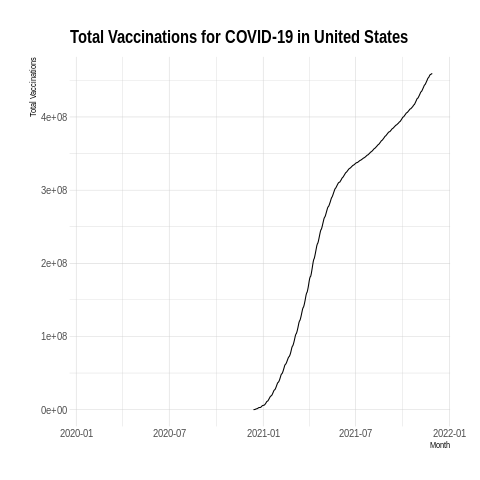 Total Vaccinations for COVID-19 in United States
Total Vaccinations
4e+08
3e+08
2e+08
1e+08
0e+00
2020-01 2020-07 2021-01 2021-07 2022-01
Month